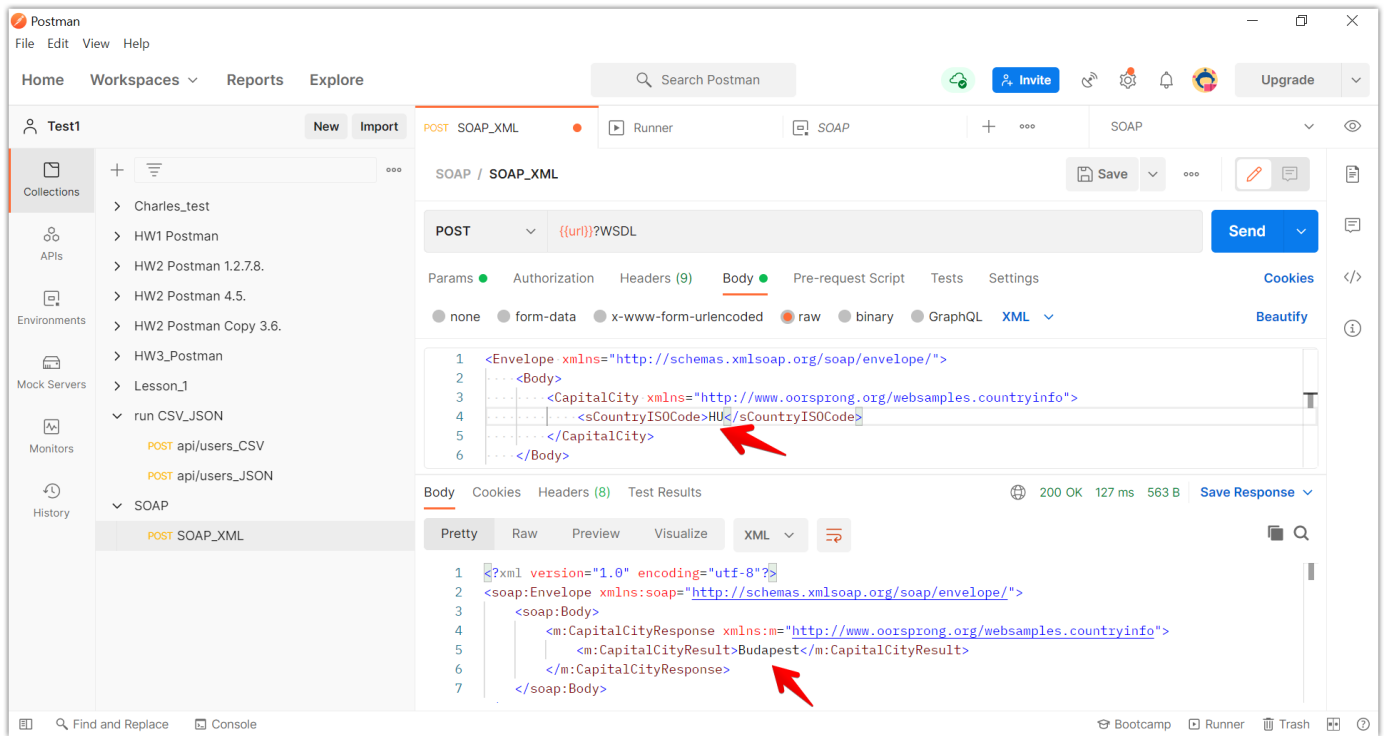 Postman
File Edit View Help
Home Workspaces Reports Explore Search Postman Invite Upgrade
Test1 New Import
POST SOAP_XML Runner SOAP SOAP
Collections
APIs
Environments
Mock Servers
Monitors
History
Charles_test
HW1 Postman
HW2 Postman 1.2.7.8.
HW2 Postman 4.5.
HW2 Postman Copy 3.6.
HW3_Postman
Lesson_1
run CSV_JSON
POST api/users_CSV
POST api/users_JSON
SOAP
POST SOAP_XML
SOAP / SOAP_XML Save
POST {{url}}?WSDL Send
Params Authorization Headers (9) Body Pre-request Script Tests Settings Cookies
none form-data x-www-form-urlencoded raw binary GraphQL XML Beautify
1 <Envelope xmlns="http://schemas.xmlsoap.org/soap/envelope/">
2 <Body>
3 <CapitalCity xmlns="http://www.oorsprong.org/websamples.countryinfo">
4 <sCountryISOCode>HU</sCountryISOCode>
5 </CapitalCity>
6 </Body>
Body Cookies Headers (8) Test Results 200 OK 127 ms 563 B Save Response
Pretty Raw Preview Visualize XML
1 <?xml version="1.0" encoding="utf-8"?>
2 <soap:Envelope xmlns:soap="http://schemas.xmlsoap.org/soap/envelope/">
3 <soap:Body>
4 <m:CapitalCityResponse xmlns:m="http://www.oorsprong.org/websamples.countryinfo">
5 <m:CapitalCityResult>Budapest</m:CapitalCityResult>
6 </m:CapitalCityResponse>
7 </soap:Body>
Find and Replace Console Bootcamp Runner Trash